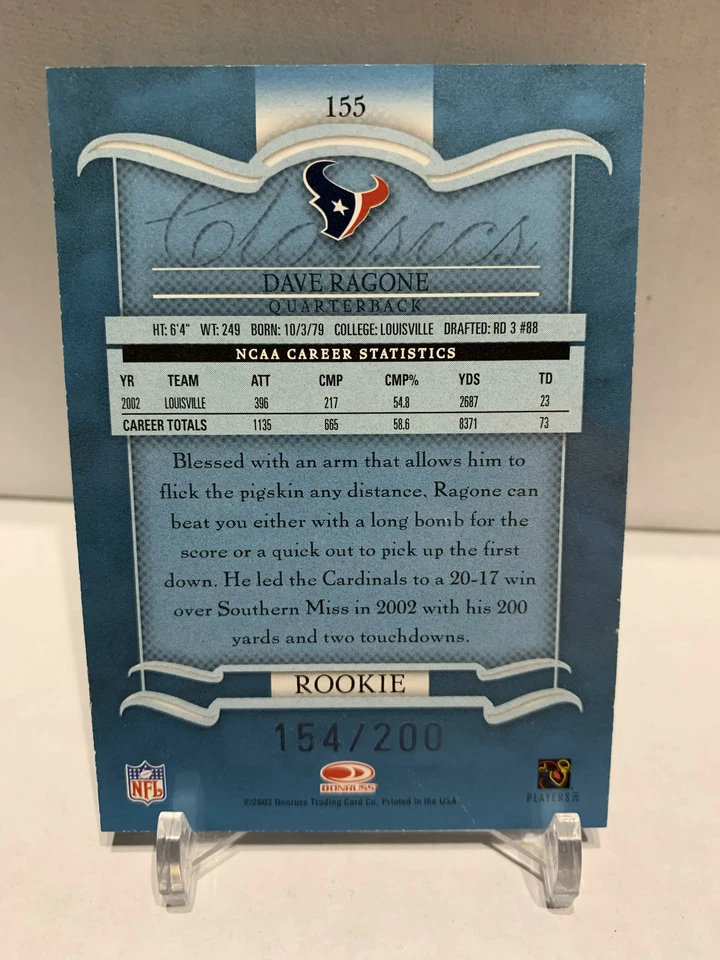 155
Classics
DAVE RAGONE
QUARTERBACK
HT: 6'4" WT: 249 BORN: 10/3/79 COLLEGE: LOUISVILLE DRAFTED: RD 3 #88
NCAA CAREER STATISTICS
YR TEAM ATT CMP CMP% YDS TD
2002 LOUISVILLE 396 217 54.8 2687 23
CAREER TOTALS 1135 665 58.6 8371 73
Blessed with an arm that allows him to
flick the pigskin any distance, Ragone can
beat you either with a long bomb for the
score or a quick out to pick up the first
down. He led the Cardinals to a 20-17 win
over Southern Miss in 2002 with his 200
yards and two touchdowns.
ROOKIE
154/200
NFL
DONRUSS
PLAYERS INC
©2003 Donruss Trading Card Co. Printed in the USA